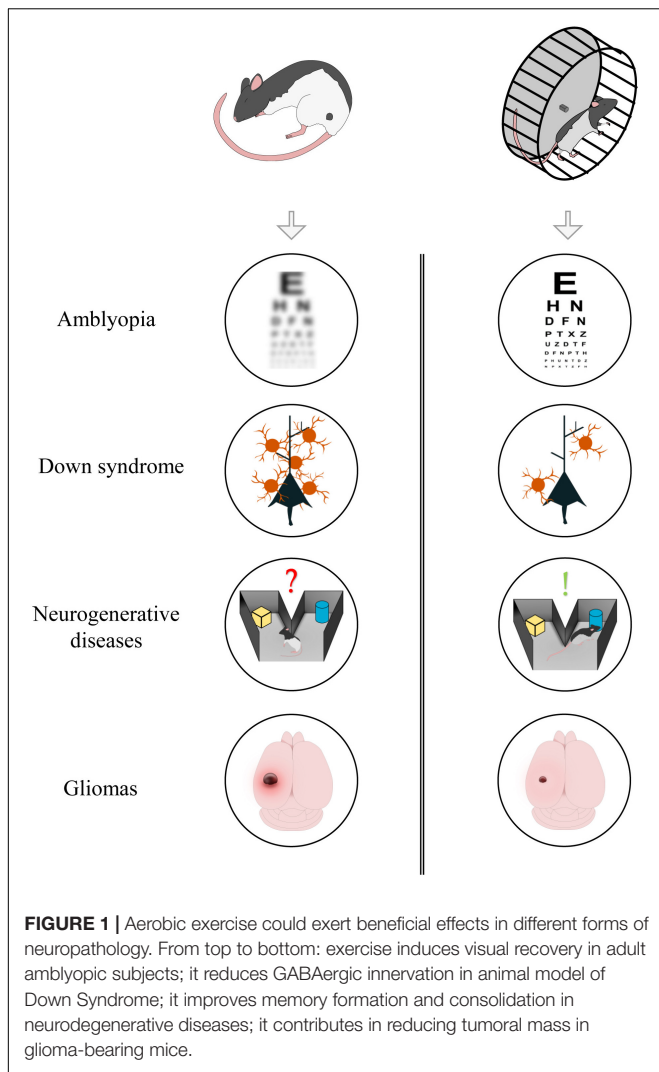 Amblyopia
E
H N
D F N
E
H N
D F N
P T X Z
U Z D T F
D F N P T H
P H U N T D Z
Down syndrome
?
!
Neurogenerative
diseases
Gliomas
FIGURE 1 | Aerobic exercise could exert beneficial effects in different forms of
neuropathology. From top to bottom: exercise induces visual recovery in adult
amblyopic subjects; it reduces GABAergic innervation in animal model of
Down Syndrome; it improves memory formation and consolidation in
neurodegenerative diseases; it contributes in reducing tumoral mass in
glioma-bearing mice.